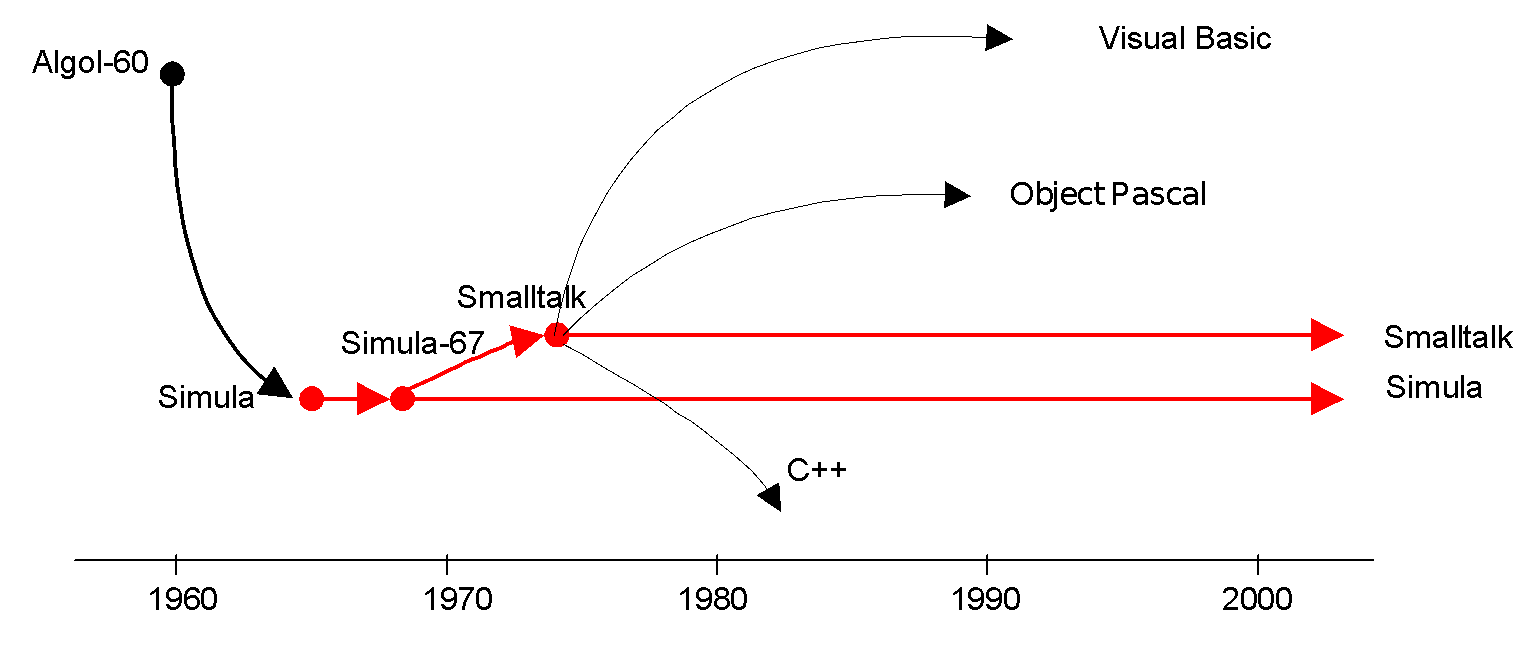 Algol-60
Visual Basic
Object Pascal
Smalltalk
Simula-67
Smalltalk
Simula
Simula
C++
1960
1970
1980
1990
2000